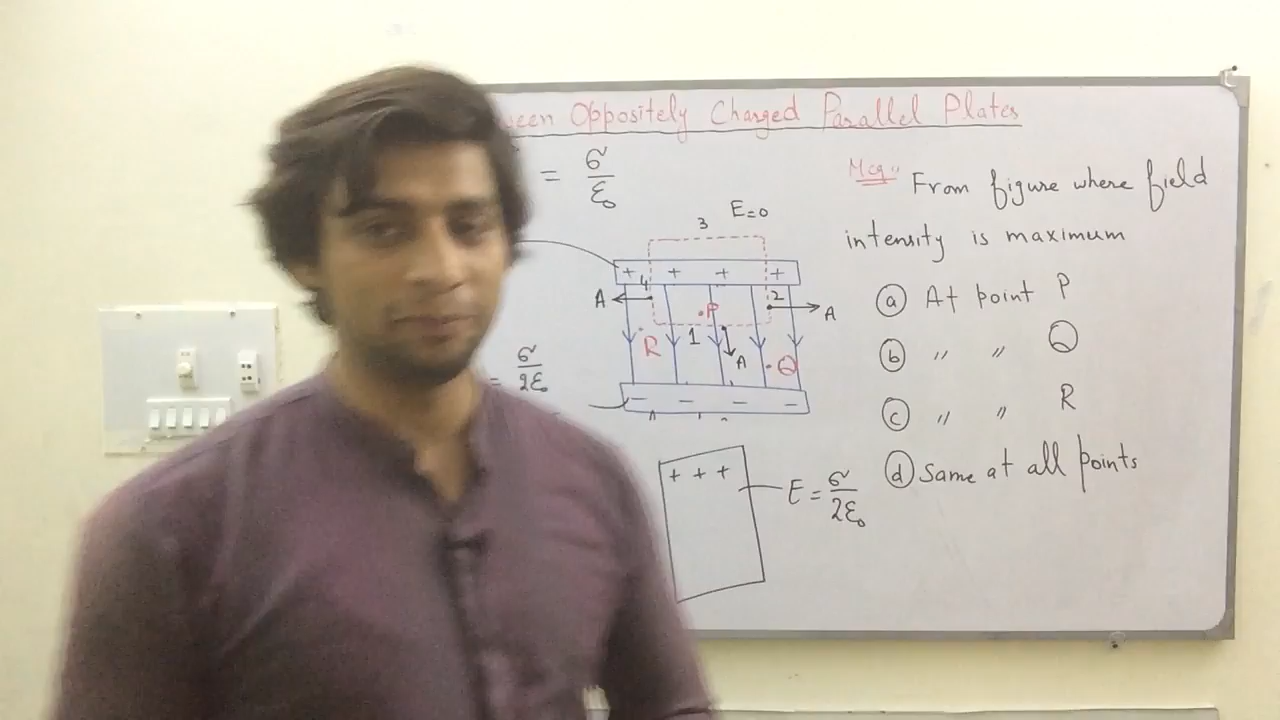 ween Oppositely Charged Parallel Plates
= σ/ε₀
Mcq"
From figure where field
intensity is maximum
(a) At point P
(b) " " Q
(c) " " R
(d) Same at all points
E=0
3
+ + + +
4
2
A
A
P
R
1
A
Q
− − − −
= σ/2ε₀
+ + +
E = σ/2ε₀